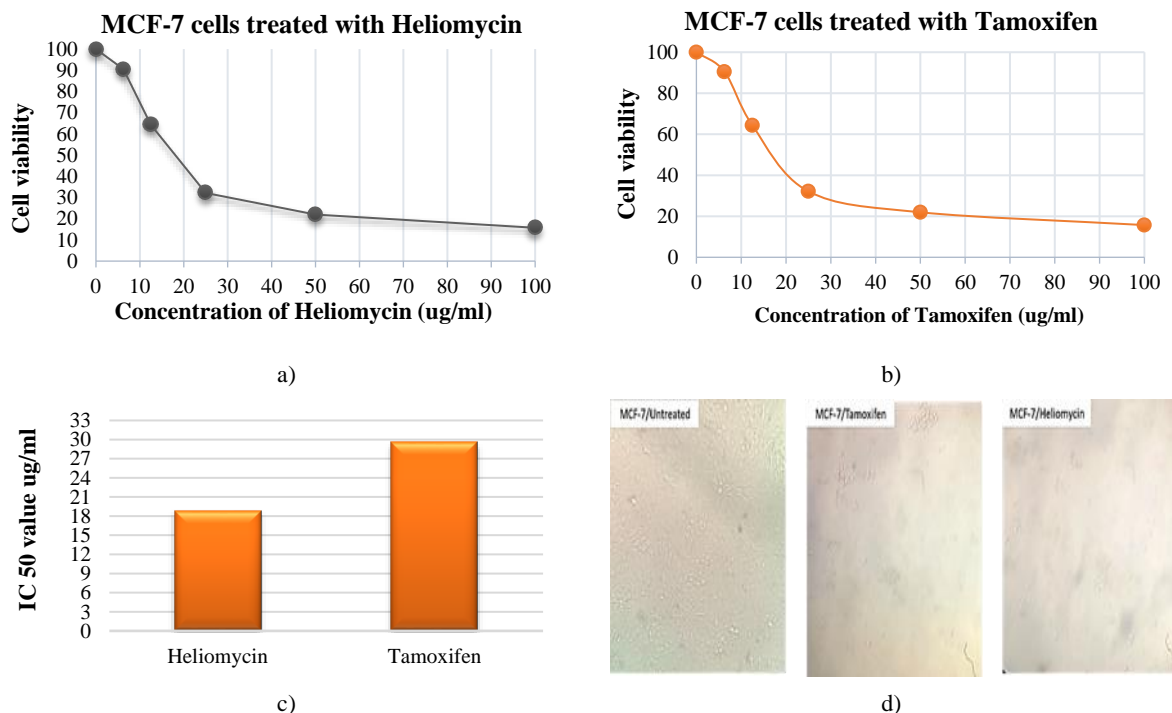 MCF-7 cells treated with Heliomycin
100
90
80
70
60
50
40
30
20
10
0
Cell viability
0 10 20 30 40 50 60 70 80 90 100
Concentration of Heliomycin (ug/ml)
a)
MCF-7 cells treated with Tamoxifen
100
80
60
40
20
0
Cell viability
0 10 20 30 40 50 60 70 80 90 100
Concentration of Tamoxifen (ug/ml)
b)
33
30
27
24
21
18
15
12
9
6
3
0
IC 50 value ug/ml
Heliomycin Tamoxifen
c)
MCF-7/Untreated
MCF-7/Tamoxifen
MCF-7/Heliomycin
d)